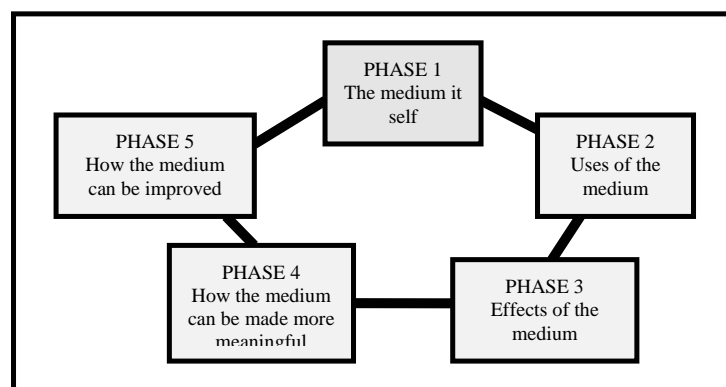 PHASE 1
The medium it
self
PHASE 2
Uses of the
medium
PHASE 3
Effects of the
medium
PHASE 4
How the medium
can be made more
meaningful
PHASE 5
How the medium
can be improved